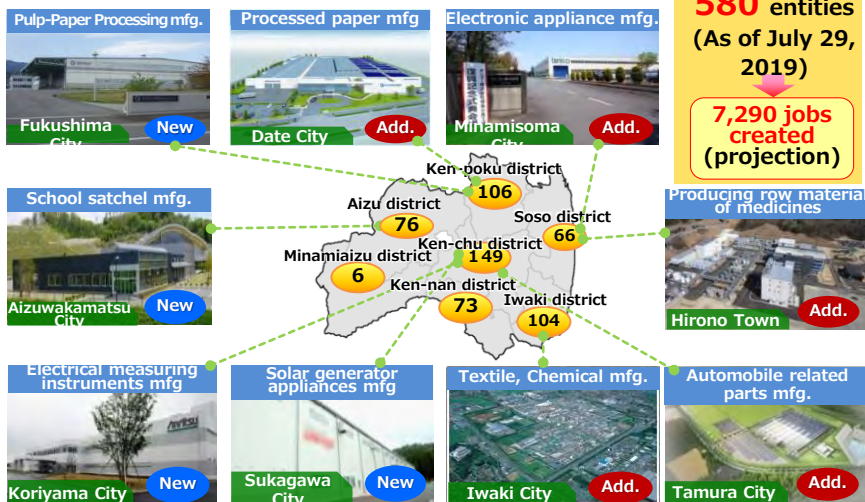 Pulp-Paper Processing mfg.
Fukushima
City
New
Processed paper mfg
Date City
Add.
Electronic appliance mfg.
Minamisoma
City
Add.
580 entities
(As of July 29,
2019)
7,290 jobs
created
(projection)
School satchel mfg.
Aizuwakamatsu
City
New
Ken-poku district
106
Aizu district
76
Soso district
66
Ken-chu district
149
Minamiaizu district
6
Ken-nan district
73
Iwaki district
104
Producing row material
of medicines
Hirono Town
Add.
Electrical measuring
instruments mfg
Anritsu
Koriyama City
New
Solar generator
appliances mfg
Sukagawa
City
New
Textile, Chemical mfg.
Iwaki City
Add.
Automobile related
parts mfg.
Tamura City
Add.